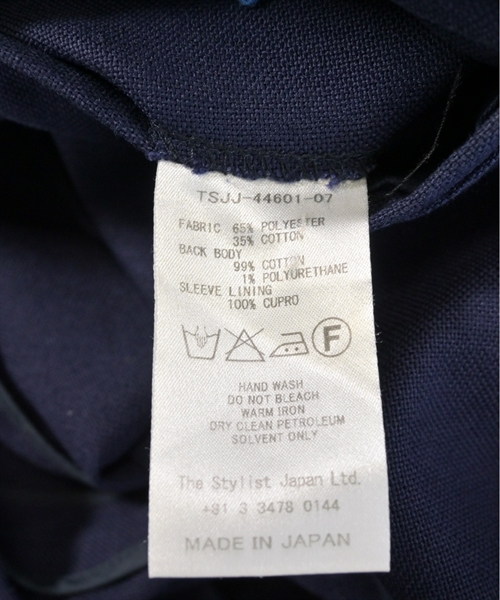 TSJJ-44601-07
FABRIC 65% POLYESTER
35% COTTON
BACK BODY
99% COTTON
1% POLYURETHANE
SLEEVE LINING
100% CUPRO
F
HAND WASH
DO NOT BLEACH
WARM IRON
DRY CLEAN PETROLEUM
SOLVENT ONLY
The Stylist Japan Ltd.
+81 3 3478 0144
MADE IN JAPAN